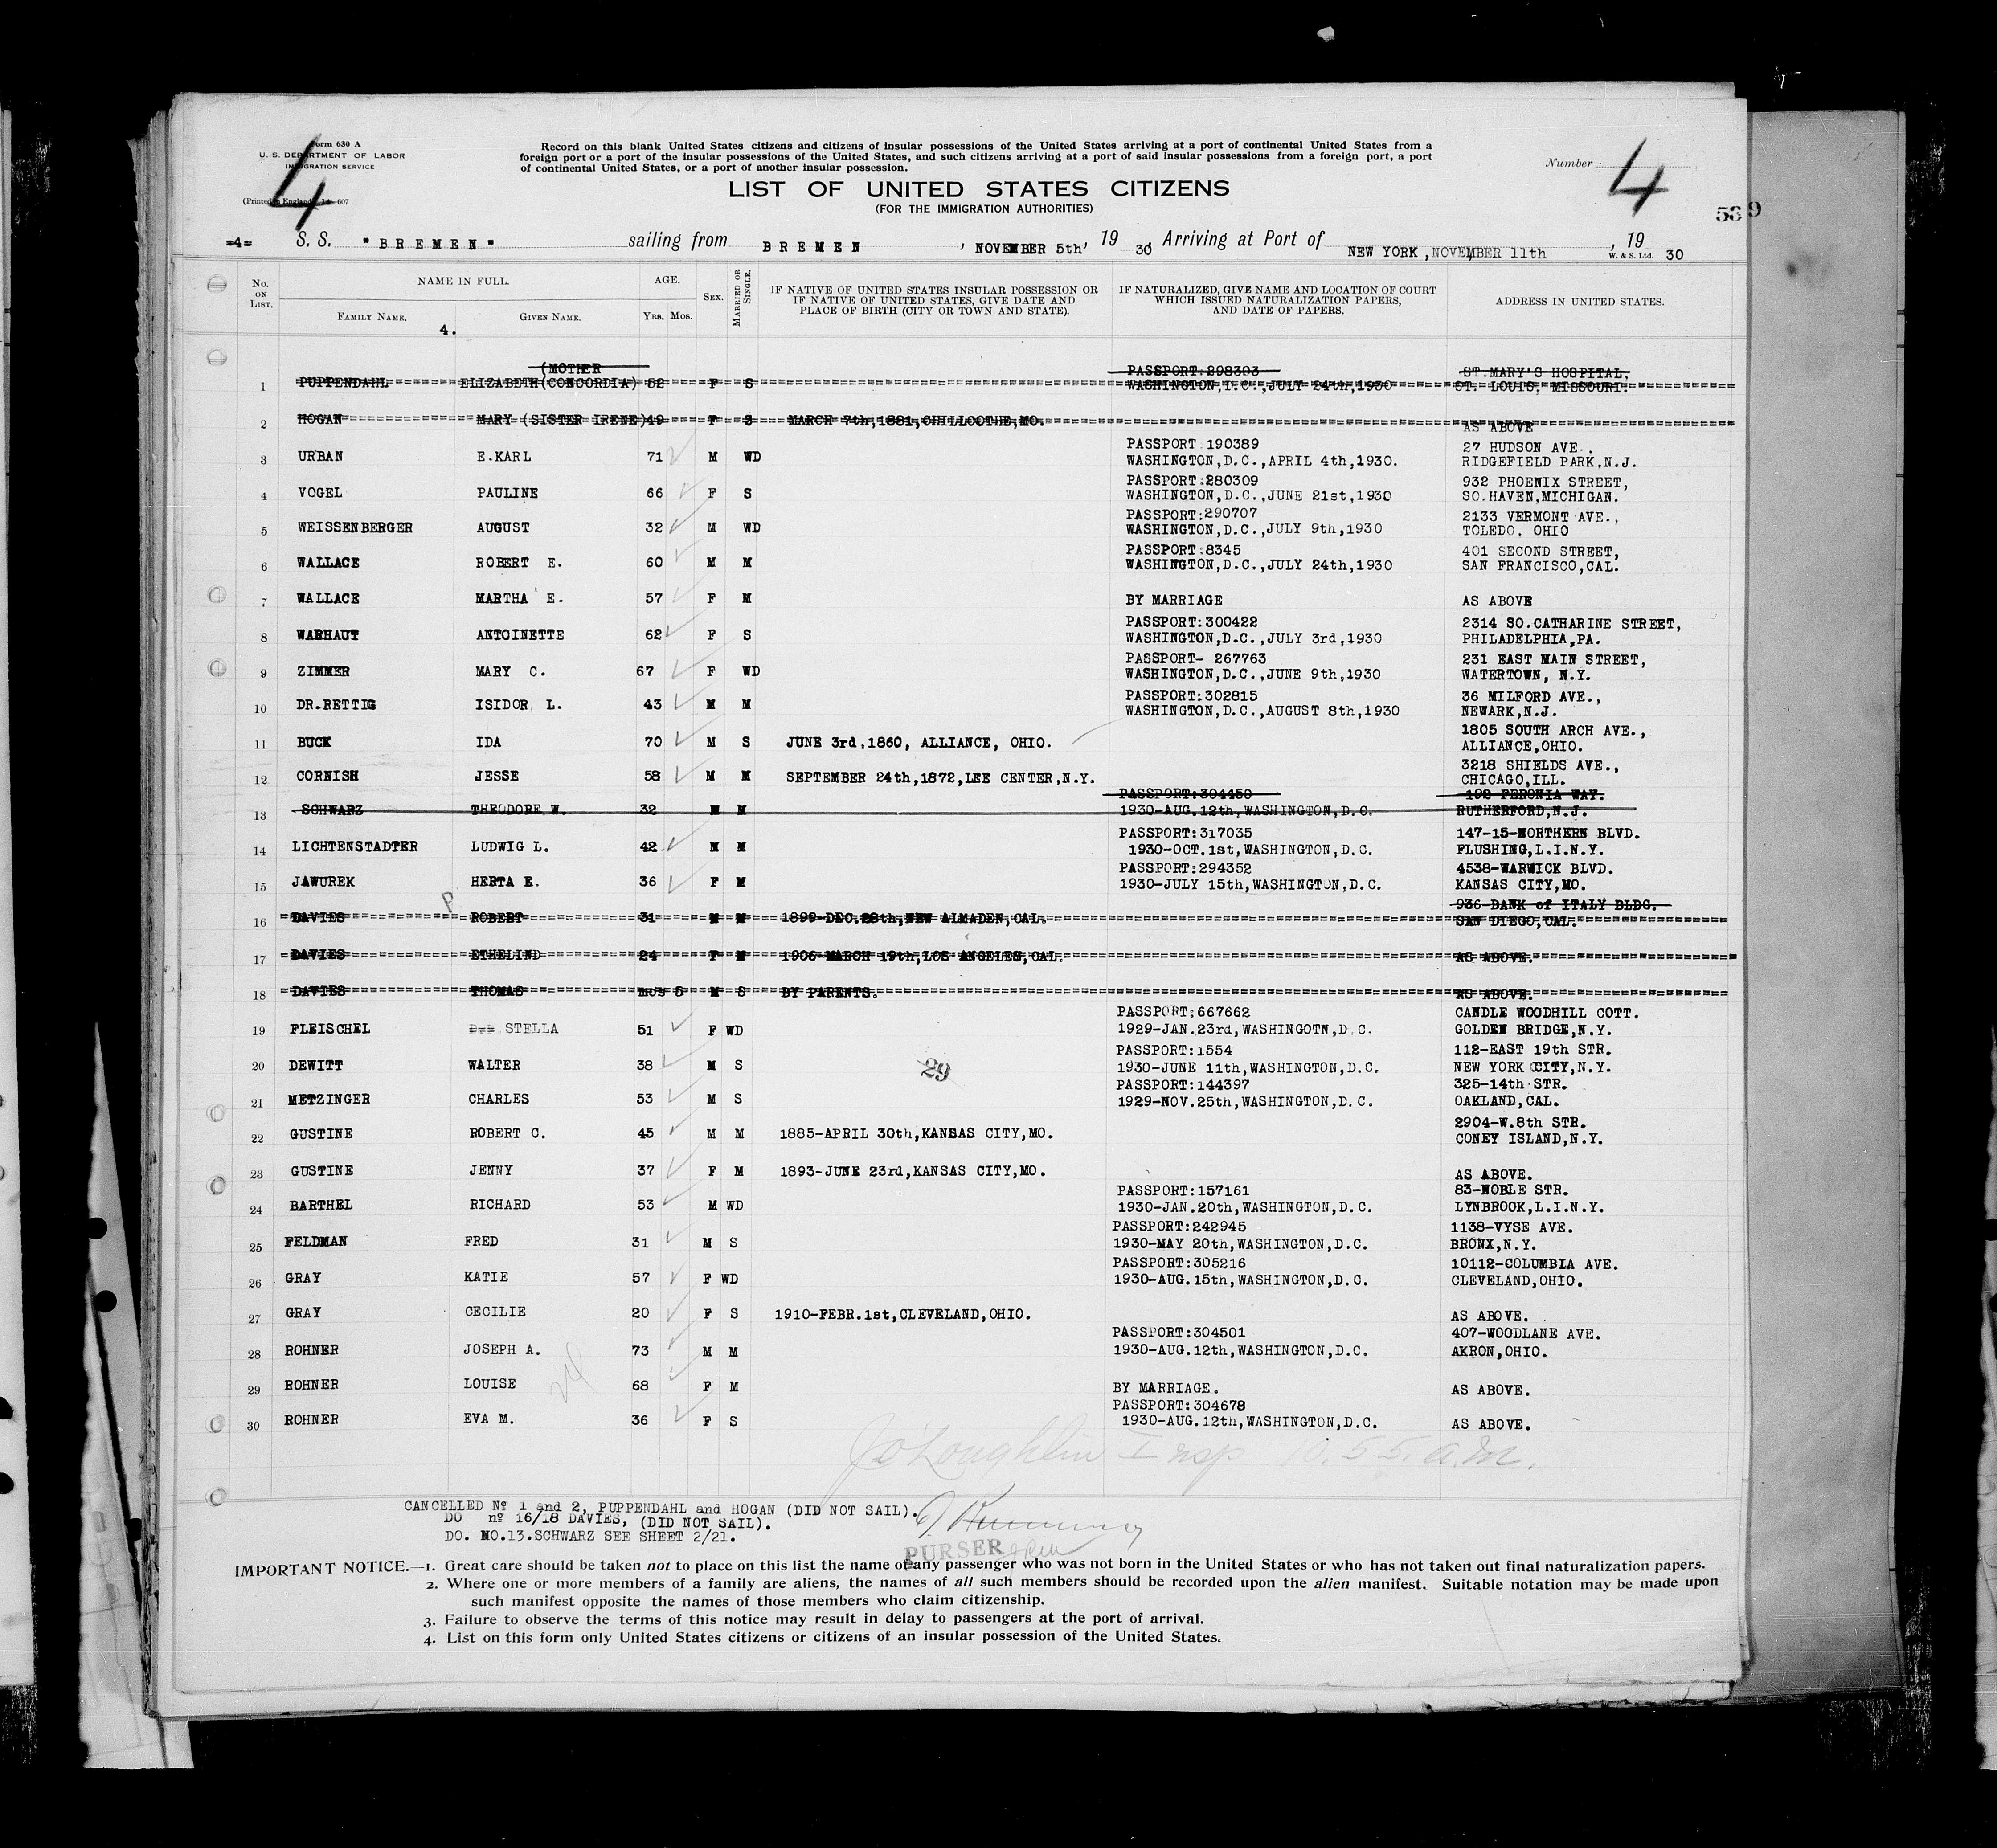 Form 630 A
U. S. DEPARTMENT OF LABOR
IMMIGRATION SERVICE
(Printed in England) 607
4
Record on this blank United States citizens and citizens of insular possessions of the United States arriving at a port of continental United States from a
foreign port or a port of the insular possessions of the United States, and such citizens arriving at a port of said insular possessions from a foreign port, a port
of continental United States, or a port of another insular possession.
Number 4
LIST OF UNITED STATES CITIZENS
(FOR THE IMMIGRATION AUTHORITIES)
-4- S. S. "BREMEN" sailing from BREMEN, NOVEMBER 5th, 19 30 Arriving at Port of NEW YORK, NOVEMBER 11th, 19 30
W. & S. Ltd.
No. ON LIST. NAME IN FULL. AGE. SEX. MARRIED OR SINGLE. IF NATIVE OF UNITED STATES INSULAR POSSESSION OR IF NATIVE OF UNITED STATES, GIVE DATE AND PLACE OF BIRTH (CITY OR TOWN AND STATE). IF NATURALIZED, GIVE NAME AND LOCATION OF COURT WHICH ISSUED NATURALIZATION PAPERS, AND DATE OF PAPERS. ADDRESS IN UNITED STATES.
FAMILY NAME. GIVEN NAME. Yrs. Mos.
4.
(MOTHER PASSPORT:298303 ST.MARY'S HOSPITAL,
1 PUPPENDAHL ELIZABETH(CONCORDIA) 52 F S WASHINGTON,D.C.,JULY 24th,1930 ST. LOUIS, MISSOURI.
2 HOGAN MARY (SISTER IRENE)49 F S MARCH 7th,1881,CHILLCOTHE,MO. AS ABOVE
PASSPORT 190389 27 HUDSON AVE.
3 URBAN E.KARL 71 M WD WASHINGTON,D.C.,APRIL 4th,1930. RIDGEFIELD PARK,N.J.
PASSPORT:280309 932 PHOENIX STREET,
4 VOGEL PAULINE 66 F S WASHINGTON,D.C.,JUNE 21st,1930 SO.HAVEN,MICHIGAN.
PASSPORT:290707 2133 VERMONT AVE.,
5 WEISSENBERGER AUGUST 32 M WD WASHINGTON,D.C.,JULY 9th,1930 TOLEDO, OHIO
PASSPORT:8345 401 SECOND STREET,
6 WALLACE ROBERT E. 60 M M WASHINGTON,D.C.,JULY 24th,1930 SAN FRANCISCO,CAL.
7 WALLACE MARTHA E. 57 F M BY MARRIAGE AS ABOVE
PASSPORT:300422 2314 SO.CATHARINE STREET,
8 WARHAUT ANTOINETTE 62 F S WASHINGTON,D.C.,JULY 3rd,1930 PHILADELPHIA,PA.
PASSPORT- 267763 231 EAST MAIN STREET,
9 ZIMMER MARY C. 67 F WD WASHINGTON,D.C.,JUNE 9th,1930 WATERTOWN, N.Y.
PASSPORT:302815 36 MILFORD AVE.,
10 DR.RETTIG ISIDOR L. 43 M M WASHINGTON,D.C.,AUGUST 8th,1930 NEWARK,N.J.
1805 SOUTH ARCH AVE.,
11 BUCK IDA 70 M S JUNE 3rd,1860, ALLIANCE, OHIO. ALLIANCE,OHIO.
3218 SHIELDS AVE.,
12 CORNISH JESSE 58 M M SEPTEMBER 24th,1872,LEE CENTER,N.Y. CHICAGO,ILL.
PASSPORT:304450 192 FERONIA WAY.
13 SCHWARZ THEODORE W. 32 M M 1930-AUG.12th,WASHINGTON,D.C. RUTHERFORD,N.J.
PASSPORT:317035 147-15-NORTHERN BLVD.
14 LICHTENSTADTER LUDWIG L. 42 M M 1930-OCT.1st,WASHINGTON,D.C. FLUSHING,L.I.N.Y.
PASSPORT:294352 4538-WARWICK BLVD.
15 JAWUREK HERTA E. 36 F M 1930-JULY 15th,WASHINGTON,D.C. KANSAS CITY,MO.
936-BANK of ITALY BLDG.
16 DAVIES P ROBERT 31 M M 1899-DEC.28th,NEW ALMADEN,CAL. SAN DIEGO,CAL.
17 DAVIES ETHELIND 24 F M 1906-MARCH 19th,LOS ANGELES,CAL. AS ABOVE.
18 DAVIES THOMAS mos 5 M S BY PARENTS. AS ABOVE.
PASSPORT:667662 CANDLE WOODHILL COTT.
19 FLEISCHEL STELLA 51 F WD 1929-JAN.23rd,WASHINGOTN,D.C. GOLDEN BRIDGE,N.Y.
PASSPORT:1554 112-EAST 19th STR.
20 DEWITT WALTER 38 M S 29 1930-JUNE 11th,WASHINGTON,D.C. NEW YORK CITY,N.Y.
PASSPORT:144397 325-14th STR.
21 METZINGER CHARLES 53 M S 1929-NOV.25th,WASHINGTON,D.C. OAKLAND,CAL.
2904-W.8th STR.
22 GUSTINE ROBERT C. 45 M M 1885-APRIL 30th,KANSAS CITY,MO. CONEY ISLAND,N.Y.
23 GUSTINE JENNY 37 F M 1893-JUNE 23rd,KANSAS CITY,MO. AS ABOVE.
PASSPORT:157161 83-NOBLE STR.
24 BARTHEL RICHARD 53 M WD 1930-JAN.20th,WASHINGTON,D.C. LYNBROOK,L.I.N.Y.
PASSPORT:242945 1138-VYSE AVE.
25 FELDMAN FRED 31 M S 1930-MAY 20th,WASHINGTON,D.C. BRONX,N.Y.
PASSPORT:305216 10112-COLUMBIA AVE.
26 GRAY KATIE 57 F WD 1930-AUG.15th,WASHINGTON,D.C. CLEVELAND,OHIO.
27 GRAY CECILIE 20 F S 1910-FEBR.1st,CLEVELAND,OHIO. AS ABOVE.
PASSPORT:304501 407-WOODLANE AVE.
28 ROHNER JOSEPH A. 73 M M 1930-AUG.12th,WASHINGTON,D.C. AKRON,OHIO.
29 ROHNER LOUISE 68 F M BY MARRIAGE. AS ABOVE.
PASSPORT:304678
30 ROHNER EVA M. 36 F S 1930-AUG.12th,WASHINGTON,D.C. AS ABOVE.
O'Loughlin Insp 10.55 a.m.
CANCELLED Nº 1 and 2, PUPPENDAHL and HOGAN (DID NOT SAIL).
DO nº 16/18 DAVIES, (DID NOT SAIL).
DO. NO.13.SCHWARZ SEE SHEET 2/21.
PURSER
IMPORTANT NOTICE.—1. Great care should be taken not to place on this list the name of any passenger who was not born in the United States or who has not taken out final naturalization papers.
2. Where one or more members of a family are aliens, the names of all such members should be recorded upon the alien manifest. Suitable notation may be made upon
such manifest opposite the names of those members who claim citizenship.
3. Failure to observe the terms of this notice may result in delay to passengers at the port of arrival.
4. List on this form only United States citizens or citizens of an insular possession of the United States.